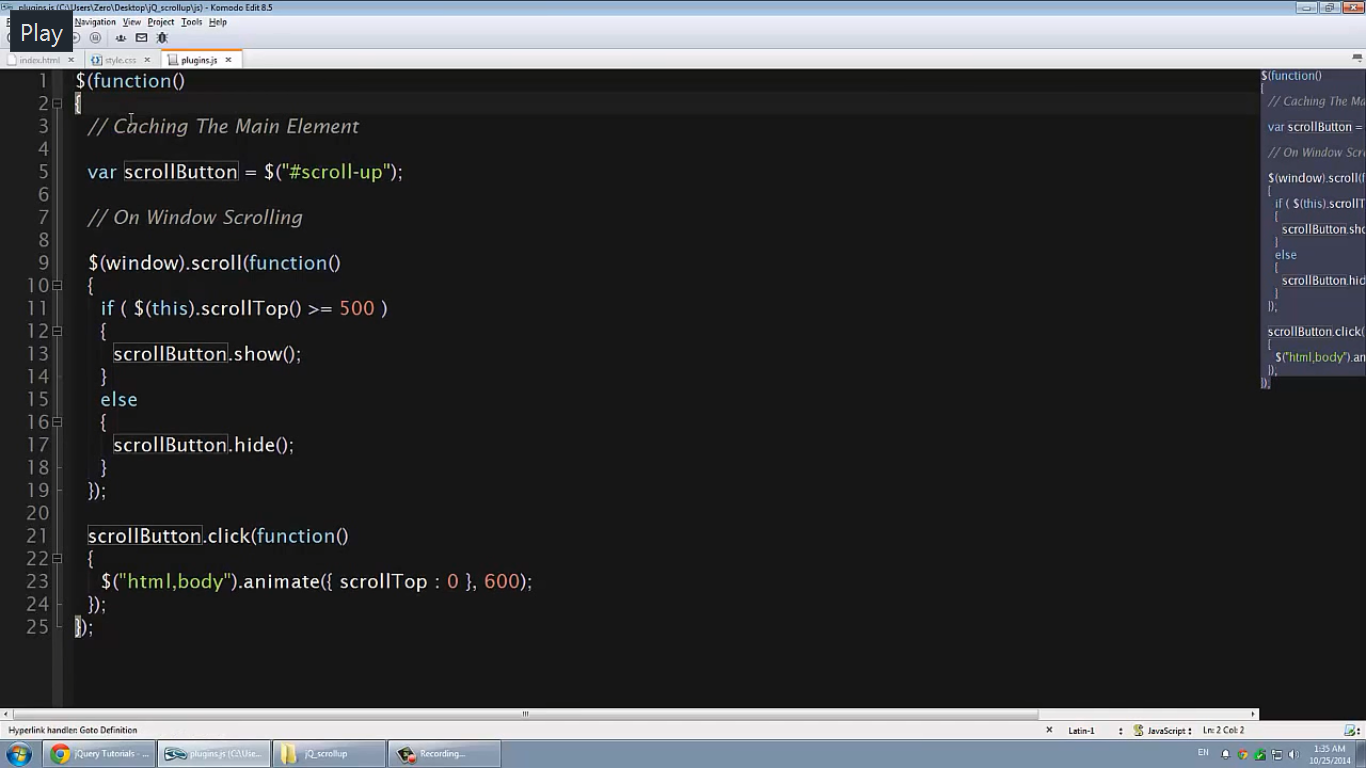 plugins.js (C:\Users\Zero\Desktop\jQ_scrollup\js) - Komodo Edit 8.5
Navigation View Project Tools Help
Play
index.html style.css plugins.js
1 $(function()
2 {
3 // Caching The Main Element
4
5 var scrollButton = $("#scroll-up");
6
7 // On Window Scrolling
8
9 $(window).scroll(function()
10 {
11 if ( $(this).scrollTop() >= 500 )
12 {
13 scrollButton.show();
14 }
15 else
16 {
17 scrollButton.hide();
18 }
19 });
20
21 scrollButton.click(function()
22 {
23 $("html,body").animate({ scrollTop : 0 }, 600);
24 });
25 });
$(function()
{
// Caching The Ma
var scrollButton =
// On Window Scr
$(window).scroll(f
{
if ( $(this).scrollT
{
scrollButton.sho
}
else
{
scrollButton.hid
}
});
scrollButton.click(
{
$("html,body").an
});
});
Hyperlink handler: Goto Definition
Latin-1 JavaScript Ln: 2 Col: 2
jQuery Tutorials - ... plugins.js (C:\Use... jQ_scrollup Recording...
EN
1:35 AM
10/25/2014